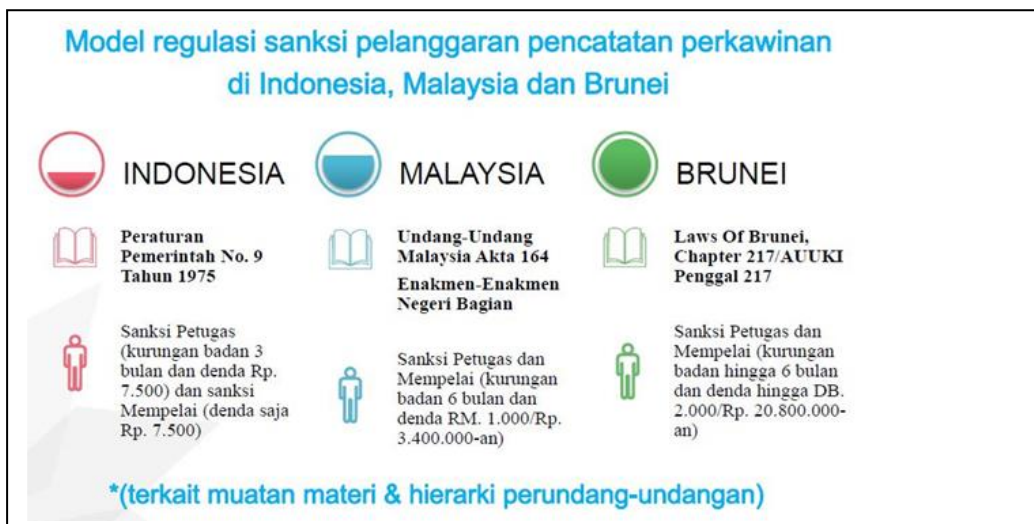 Model regulasi sanksi pelanggaran pencatatan perkawinan
di Indonesia, Malaysia dan Brunei
INDONESIA
Peraturan
Pemerintah No. 9
Tahun 1975
Sanksi Petugas
(kurungan badan 3
bulan dan denda Rp.
7.500) dan sanksi
Mempelai (denda saja
Rp. 7.500)
MALAYSIA
Undang-Undang
Malaysia Akta 164
Enakmen-Enakmen
Negeri Bagian
Sanksi Petugas dan
Mempelai (kurungan
badan 6 bulan dan
denda RM. 1.000/Rp.
3.400.000-an)
BRUNEI
Laws Of Brunei,
Chapter 217/AUUKI
Penggal 217
Sanksi Petugas dan
Mempelai (kurungan
badan hingga 6 bulan
dan denda hingga DB.
2.000/Rp. 20.800.000-
an)
*(terkait muatan materi & hierarki perundang-undangan)